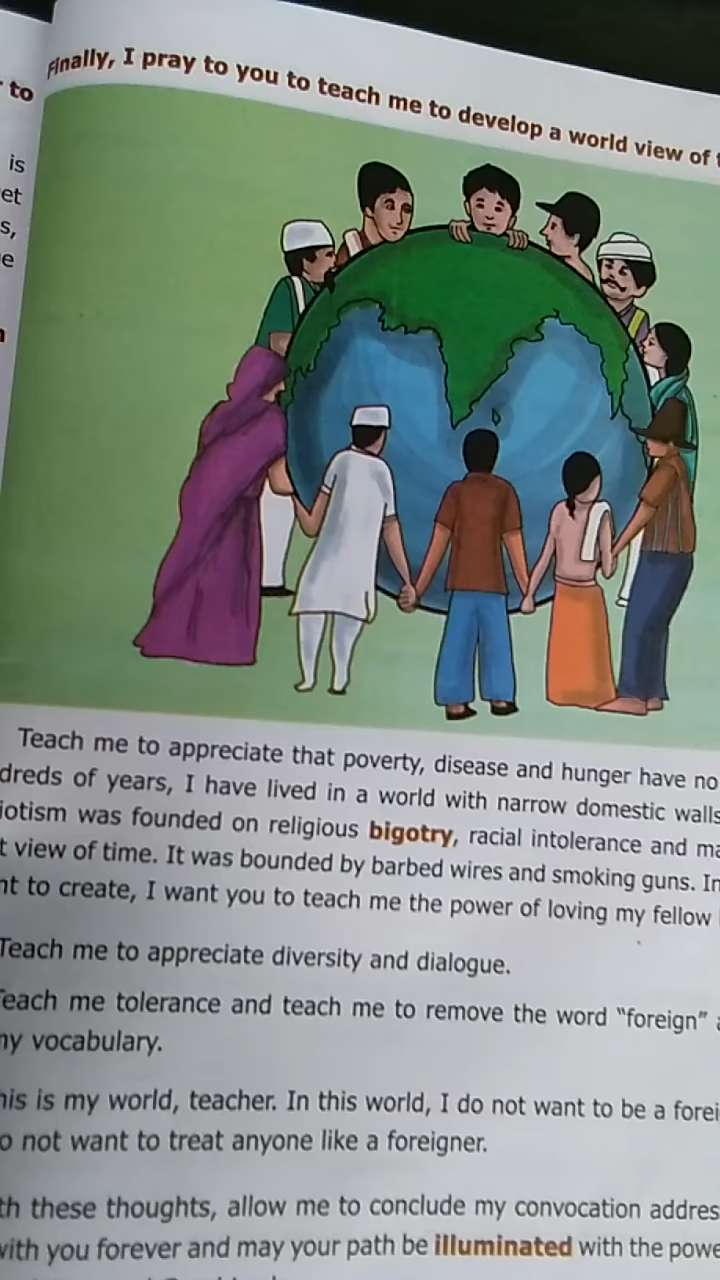 to
is
et
s,
e
Finally, I pray to you to teach me to develop a world view of
Teach me to appreciate that poverty, disease and hunger have no
dreds of years, I have lived in a world with narrow domestic walls
iotism was founded on religious bigotry, racial intolerance and ma
t view of time. It was bounded by barbed wires and smoking guns. In
nt to create, I want you to teach me the power of loving my fellow
Teach me to appreciate diversity and dialogue.
Teach me tolerance and teach me to remove the word “foreign”
my vocabulary.
his is my world, teacher. In this world, I do not want to be a forei
o not want to treat anyone like a foreigner.
th these thoughts, allow me to conclude my convocation addres
with you forever and may your path be illuminated with the powe